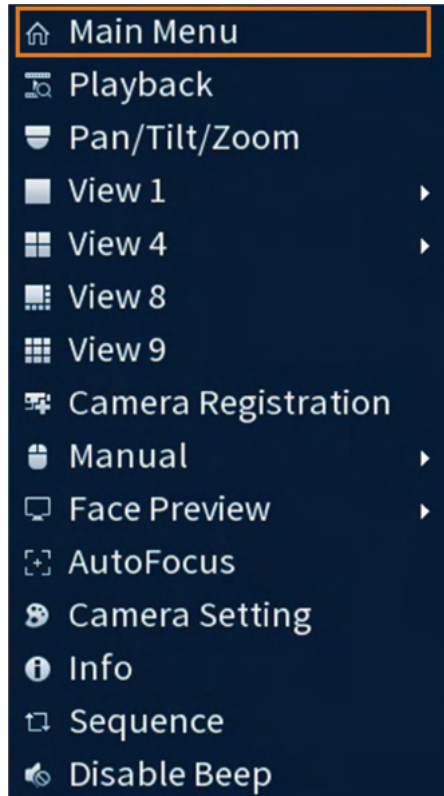 Main Menu
Playback
Pan/Tilt/Zoom
View 1
View 4
View 8
View 9
Camera Registration
Manual
Face Preview
AutoFocus
Camera Setting
Info
Sequence
Disable Beep